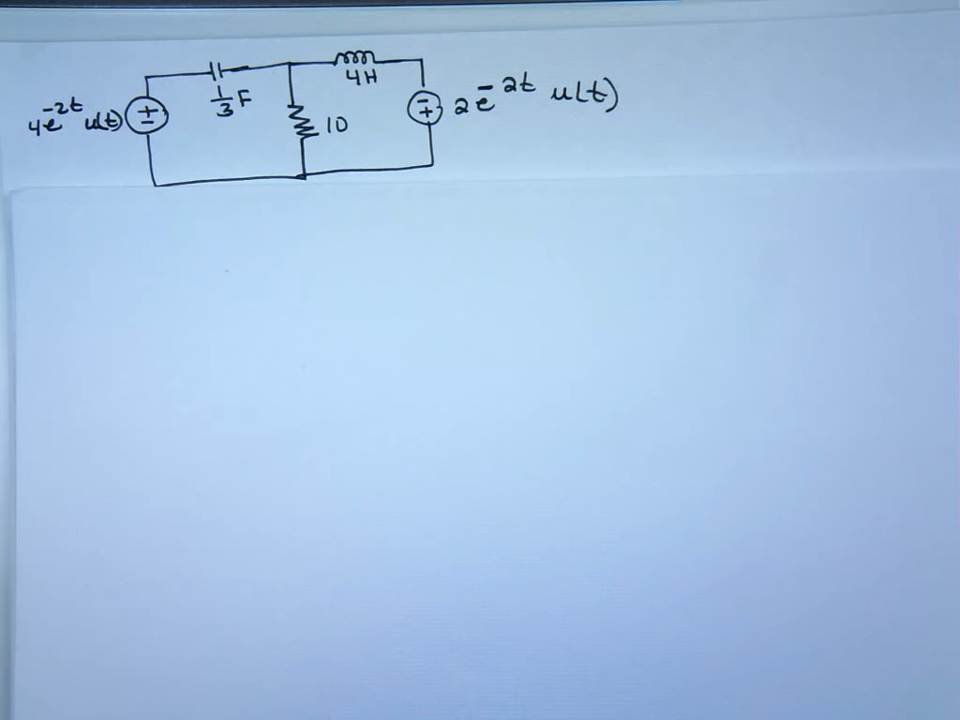 4e^-2t u(t)
+
-
1/3 F
4H
10
-
+
2e^-2t u(t)